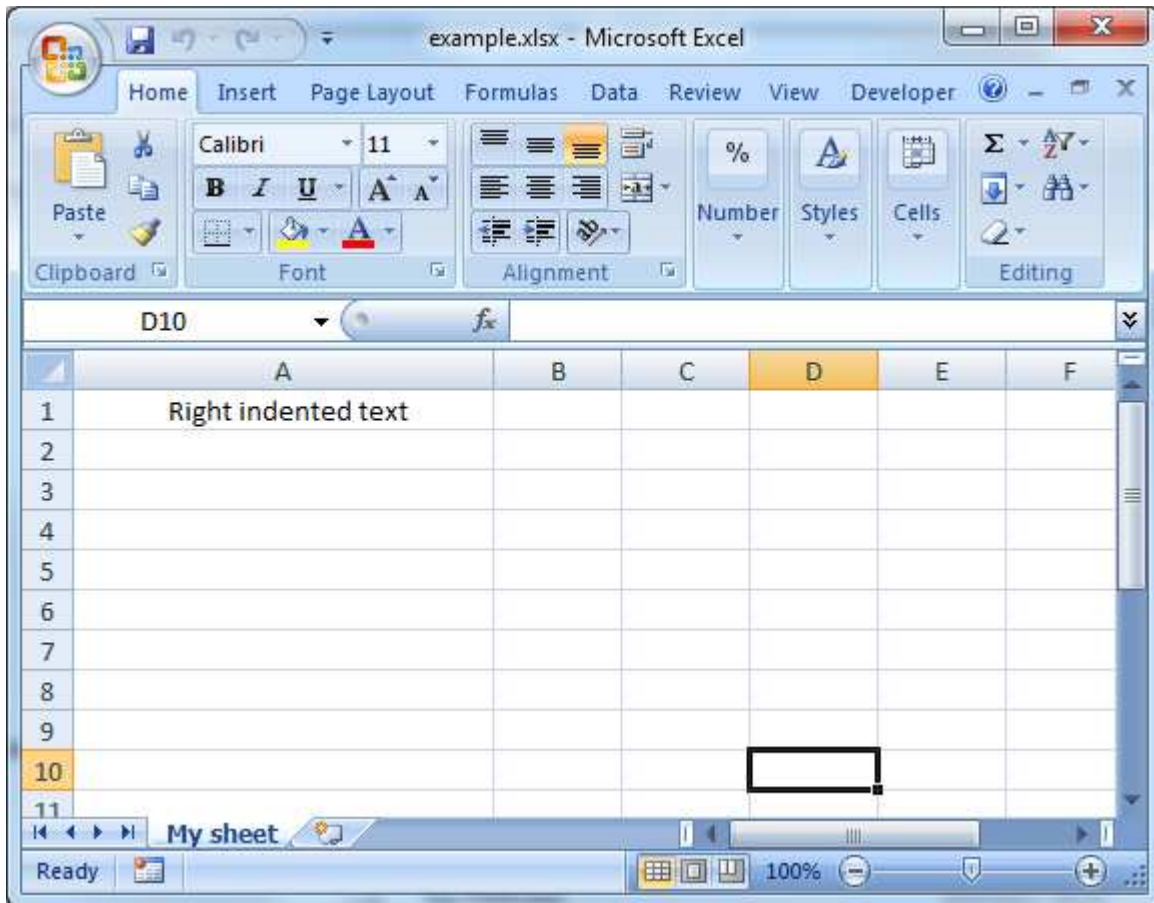 example.xlsx - Microsoft Excel
Home Insert Page Layout Formulas Data Review View Developer
Calibri 11
B I U A A
Paste
% Number
Styles
Cells
Σ
A Z
A
Clipboard Font Alignment Editing
D10 fx
A B C D E F
1 Right indented text
2
3
4
5
6
7
8
9
10
11
My sheet
Ready 100%